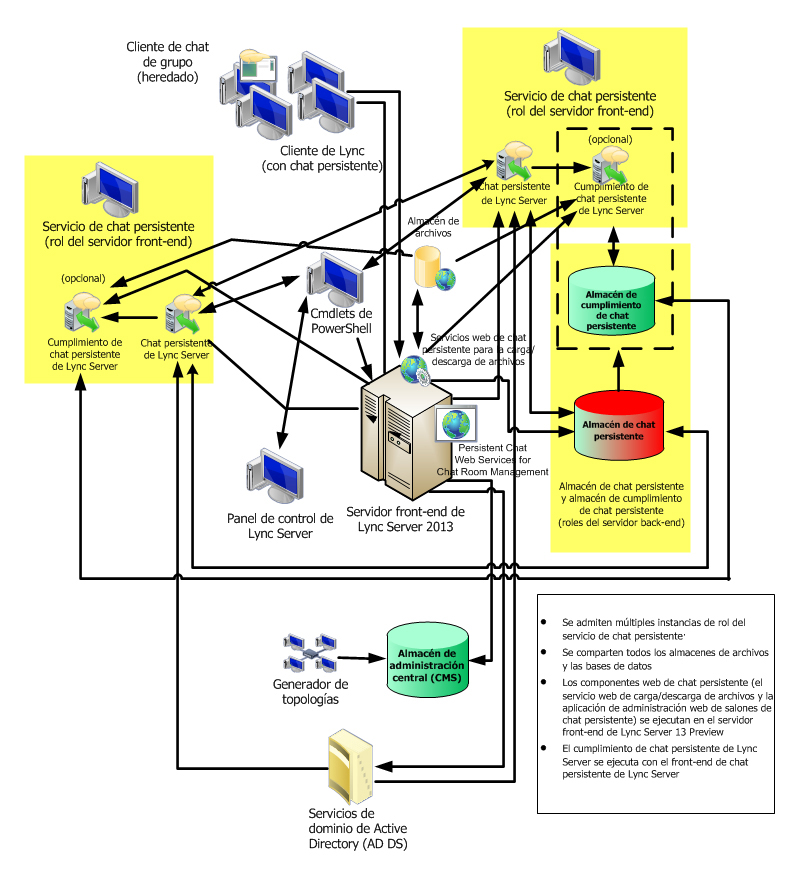 Cliente de chat
de grupo
(heredado)
Cliente de Lync
(con chat persistente)
Servicio de chat persistente
(rol del servidor front-end)
(opcional)
Chat persistente
de Lync Server
Cumplimiento de
chat persistente
de Lync Server
Servicio de chat persistente
(rol del servidor front-end)
(opcional)
Cumplimiento de
chat persistente
de Lync Server
Chat persistente
de Lync Server
Almacén de
archivos
Cmdlets de
PowerShell
Servicios web de chat
persistente para la carga/
descarga de archivos
Almacén de
cumplimiento
de chat
persistente
Almacén de chat
persistente
Almacén de chat persistente
y almacén de cumplimiento
de chat persistente
(roles del servidor back-end)
Persistent Chat
Web Services for
Chat Room Management
Panel de control de
Lync Server
Servidor front-end de
Lync Server 2013
Generador de
topologías
Almacén de
administración
central (CMS)
Servicios de
dominio de Active
Directory (AD DS)
• Se admiten múltiples instancias de rol del
servicio de chat persistente.
• Se comparten todos los almacenes de archivos
y las bases de datos
• Los componentes web de chat persistente (el
servicio web de carga/descarga de archivos y la
aplicación de administración web de salones de
chat persistente) se ejecutan en el servidor
front-end de Lync Server 13 Preview
• El cumplimiento de chat persistente de Lync
Server se ejecuta con el front-end de chat
persistente de Lync Server